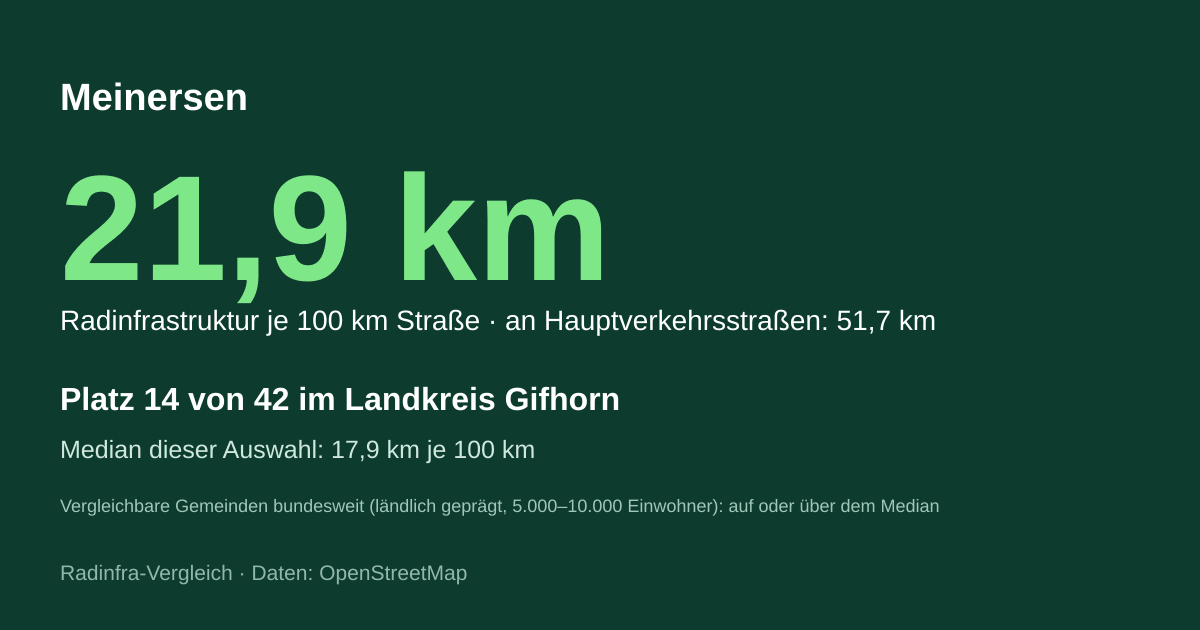 Meinersen
21,9 km
Radinfrastruktur je 100 km Straße · an Hauptverkehrsstraßen: 51,7 km
Platz 14 von 42 im Landkreis Gifhorn
Median dieser Auswahl: 17,9 km je 100 km
Vergleichbare Gemeinden bundesweit (ländlich geprägt, 5.000–10.000 Einwohner): auf oder über dem Median
Radinfra-Vergleich · Daten: OpenStreetMap